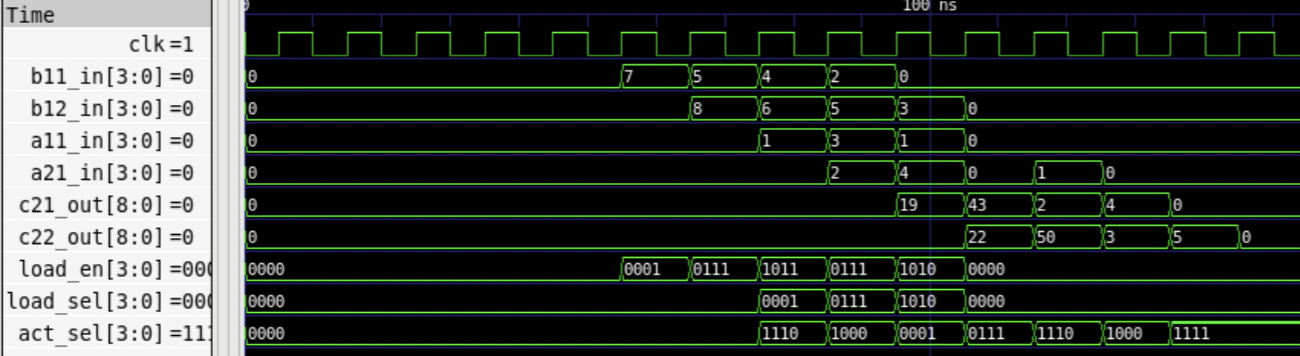 Time 0 100 ns
clk =1
b11_in[3:0] =0 0 7 5 4 2 0
b12_in[3:0] =0 0 8 6 5 3 0
a11_in[3:0] =0 0 1 3 1 0
a21_in[3:0] =0 0 2 4 0 1 0
c21_out[8:0] =0 0 19 43 2 4 0
c22_out[8:0] =0 0 22 50 3 5 0
load_en[3:0] =000 0000 0001 0111 1011 0111 1010 0000
load_sel[3:0] =000 0000 0001 0111 1010 0000
act_sel[3:0] =111 0000 1110 1000 0001 0111 1110 1000 1111